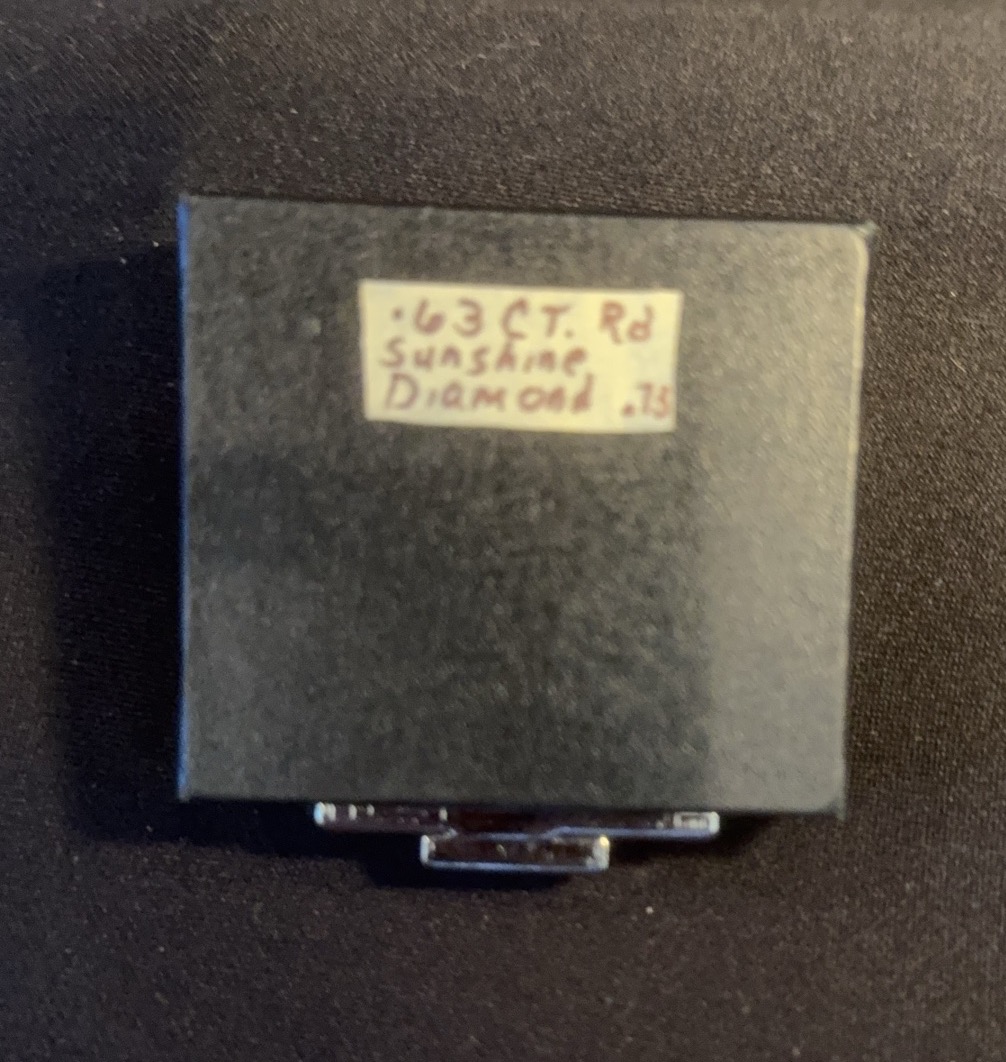 .63 CT. Rd
Sunshine
Diamond .75